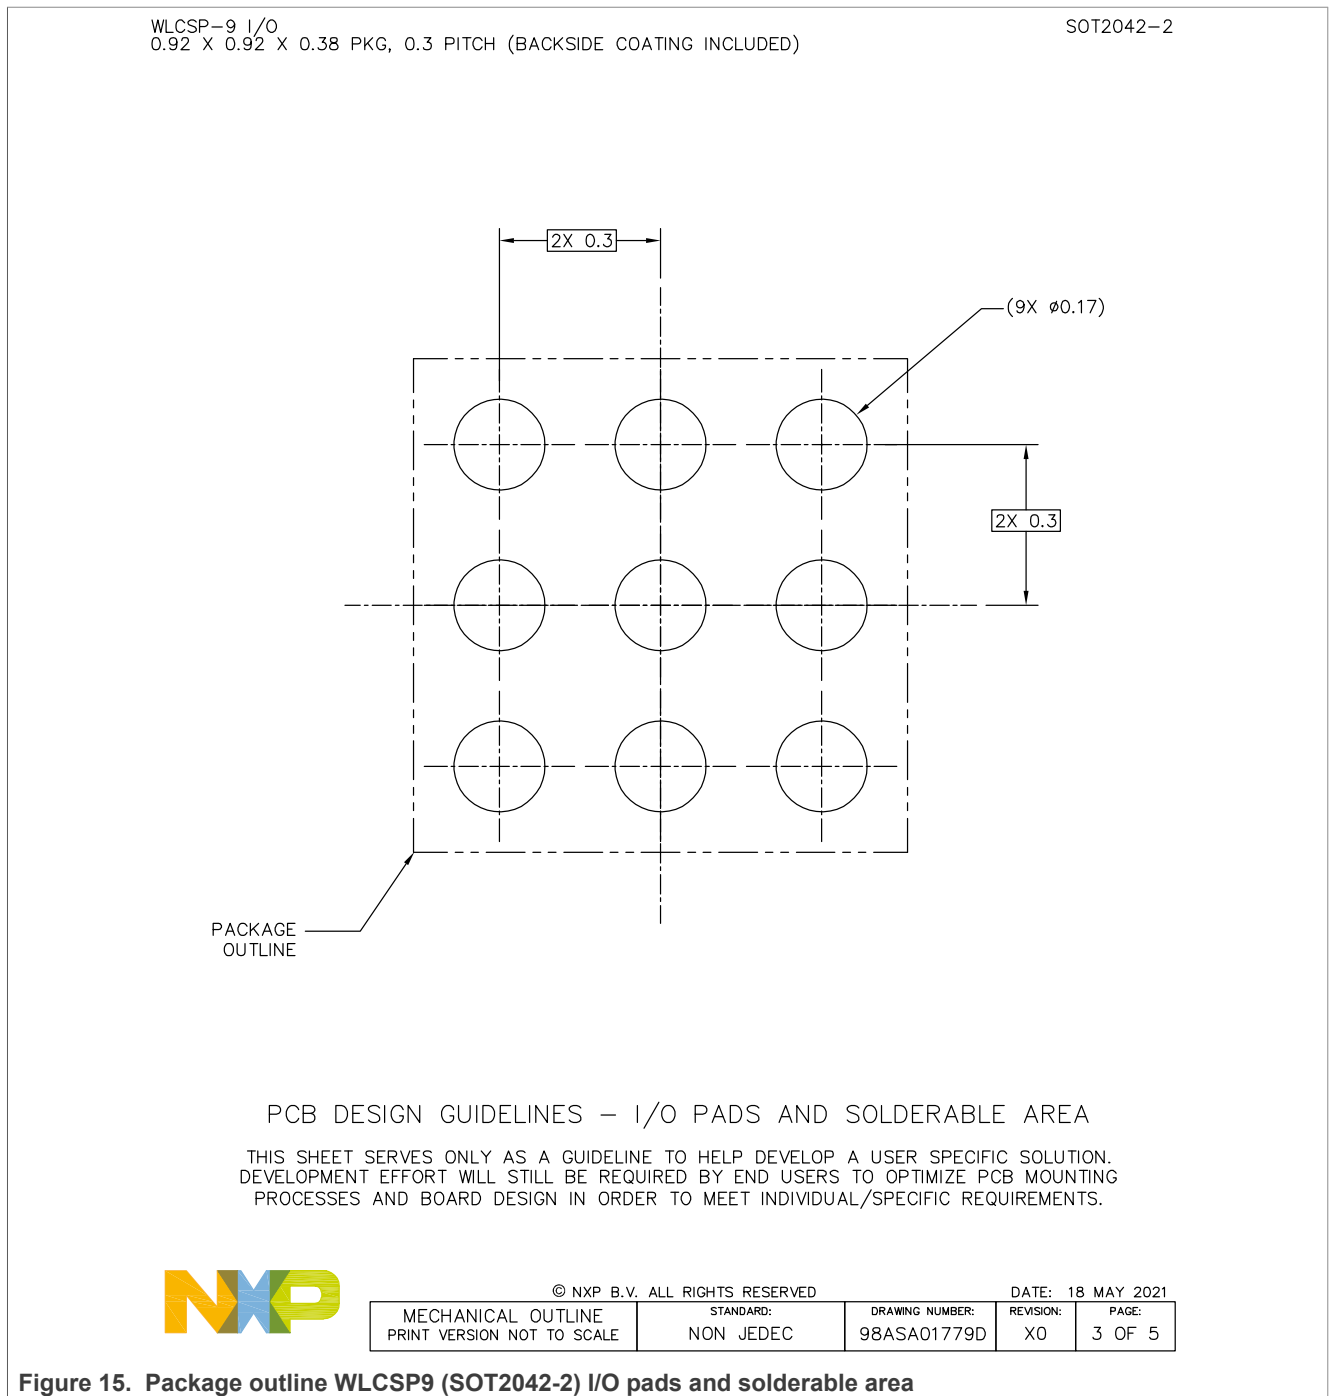 WLCSP-9 I/O
0.92 X 0.92 X 0.38 PKG, 0.3 PITCH (BACKSIDE COATING INCLUDED)
SOT2042-2
2X 0.3
(9X ø0.17)
2X 0.3
PACKAGE
OUTLINE
PCB DESIGN GUIDELINES – I/O PADS AND SOLDERABLE AREA
THIS SHEET SERVES ONLY AS A GUIDELINE TO HELP DEVELOP A USER SPECIFIC SOLUTION.
DEVELOPMENT EFFORT WILL STILL BE REQUIRED BY END USERS TO OPTIMIZE PCB MOUNTING
PROCESSES AND BOARD DESIGN IN ORDER TO MEET INDIVIDUAL/SPECIFIC REQUIREMENTS.
NXP
© NXP B.V. ALL RIGHTS RESERVED
DATE: 18 MAY 2021
MECHANICAL OUTLINE
PRINT VERSION NOT TO SCALE
STANDARD:
NON JEDEC
DRAWING NUMBER:
98ASA01779D
REVISION:
X0
PAGE:
3 OF 5
Figure 15. Package outline WLCSP9 (SOT2042-2) I/O pads and solderable area